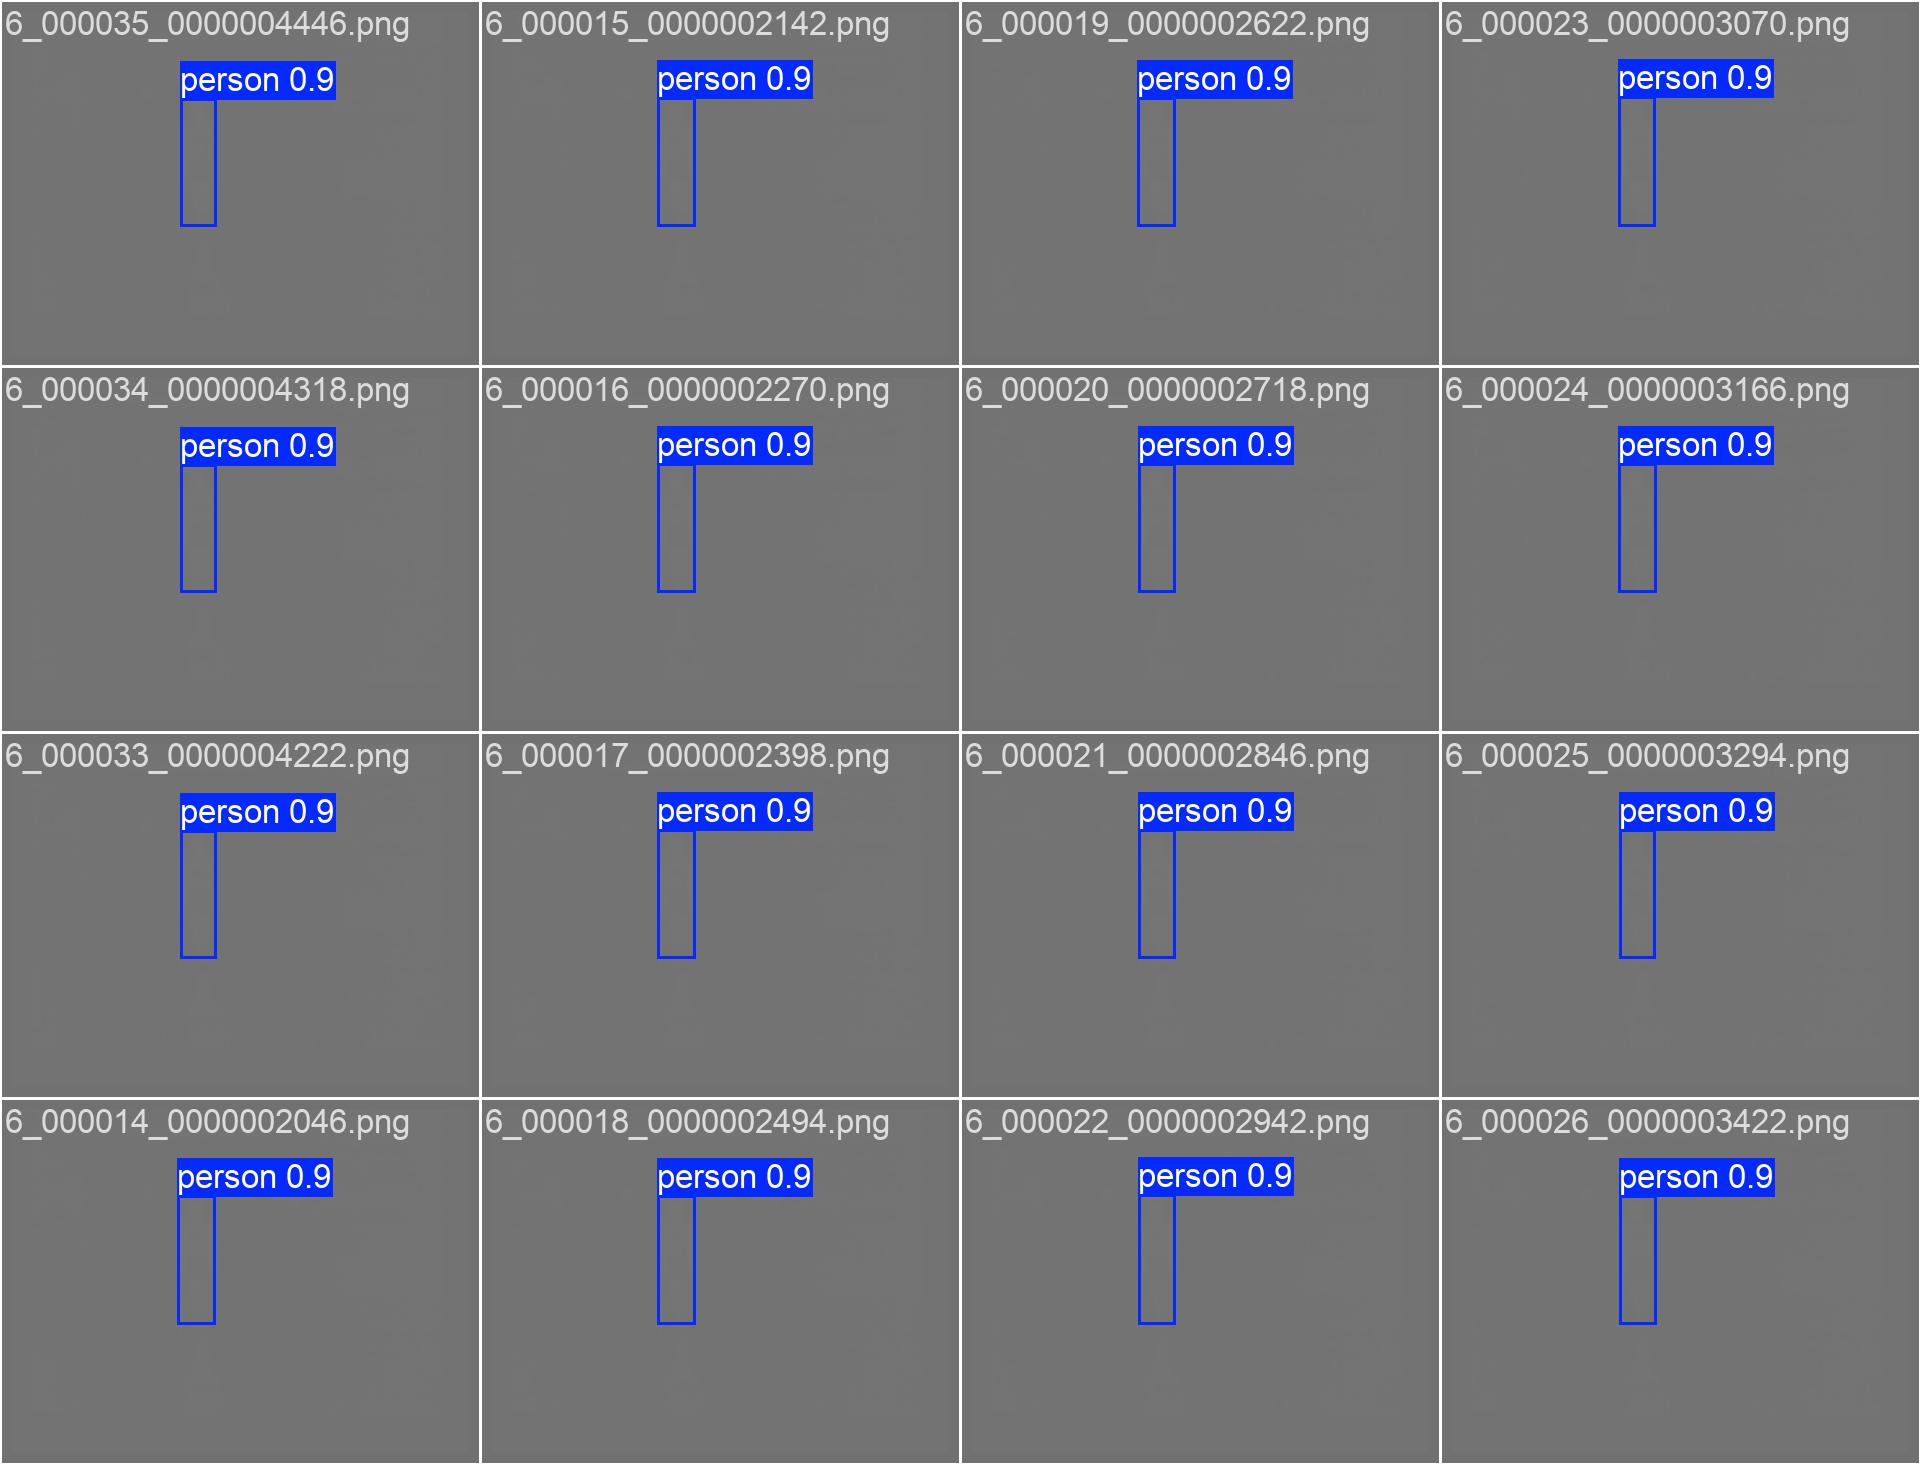 6_000035_0000004446.png
person 0.9
6_000015_0000002142.png
person 0.9
6_000019_0000002622.png
person 0.9
6_000023_0000003070.png
person 0.9
6_000034_0000004318.png
person 0.9
6_000016_0000002270.png
person 0.9
6_000020_0000002718.png
person 0.9
6_000024_0000003166.png
person 0.9
6_000033_0000004222.png
person 0.9
6_000017_0000002398.png
person 0.9
6_000021_0000002846.png
person 0.9
6_000025_0000003294.png
person 0.9
6_000014_0000002046.png
person 0.9
6_000018_0000002494.png
person 0.9
6_000022_0000002942.png
person 0.9
6_000026_0000003422.png
person 0.9